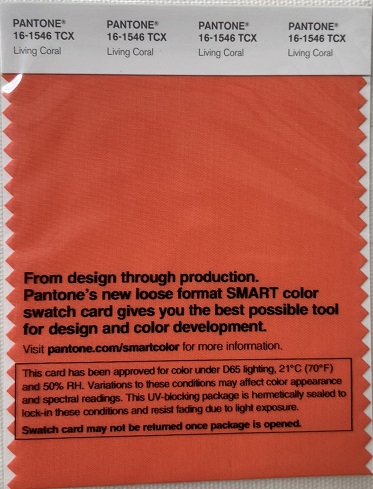 PANTONE® PANTONE® PANTONE® PANTONE®
16-1546 TCX 16-1546 TCX 16-1546 TCX 16-1546 TCX
Living Coral Living Coral Living Coral Living Coral
From design through production.
Pantone's new loose format SMART color
swatch card gives you the best possible tool
for design and color development.
Visit pantone.com/smartcolor for more information.
This card has been approved for color under D65 lighting, 21°C (70°F)
and 50% RH. Variations to these conditions may affect color appearance
and spectral readings. This UV-blocking package is hermetically sealed to
lock-in these conditions and resist fading due to light exposure.
Swatch card may not be returned once package is opened.